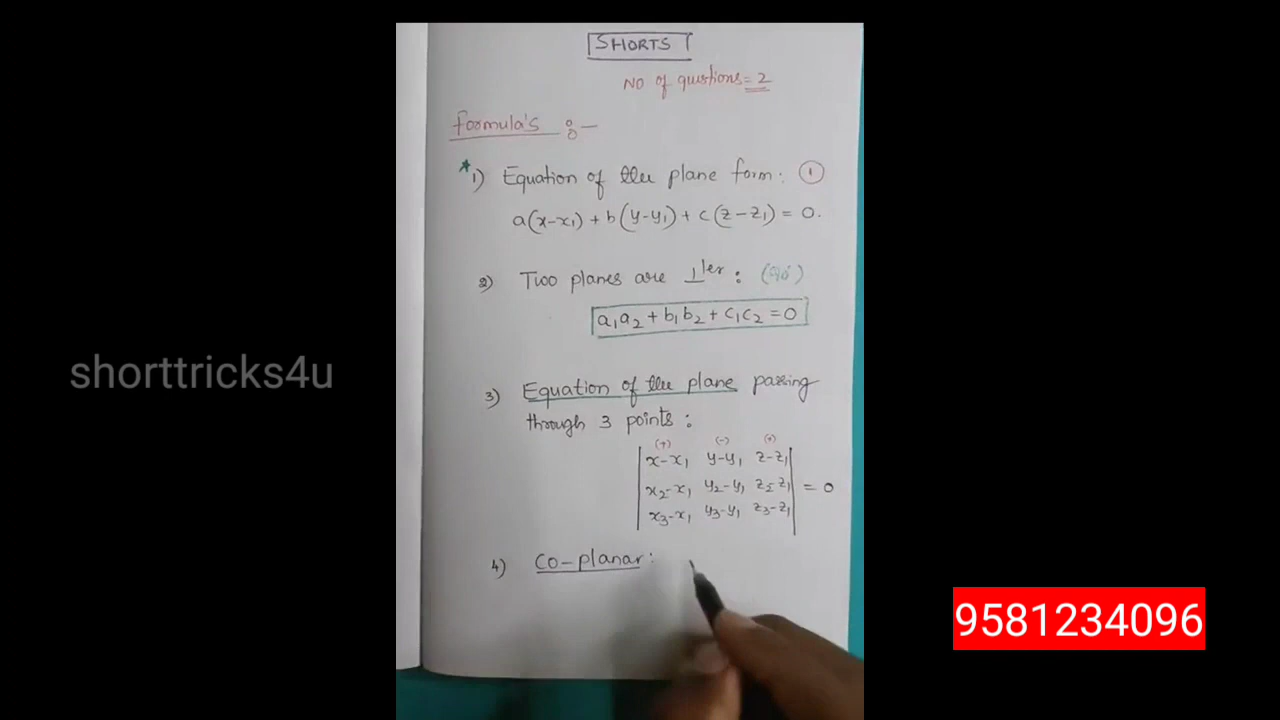 SHORTS
NO of questions = 2
Formula's :-
* 1) Equation of the plane form: ①
a(x-x₁) + b(y-y₁) + c(z-z₁) = 0.
2) Two planes are ⊥ler : (90°)
a₁a₂ + b₁b₂ + c₁c₂ = 0
3) Equation of the plane passing
through 3 points :
(+) (-) (+)
| x-x₁ y-y₁ z-z₁ |
| x₂-x₁ y₂-y₁ z₂-z₁ | = 0
| x₃-x₁ y₃-y₁ z₃-z₁ |
4) Co-planar:
shorttricks4u
9581234096